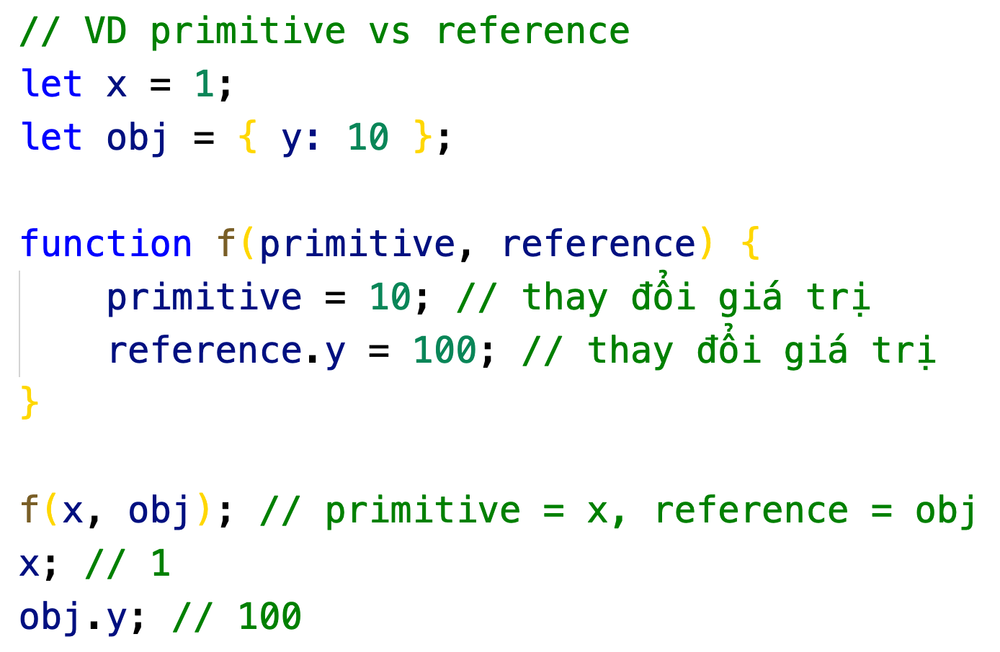 // VD primitive vs reference
let x = 1;
let obj = { y: 10 };
function f(primitive, reference) {
    primitive = 10; // thay đổi giá trị
    reference.y = 100; // thay đổi giá trị
}
f(x, obj); // primitive = x, reference = obj
x; // 1
obj.y; // 100